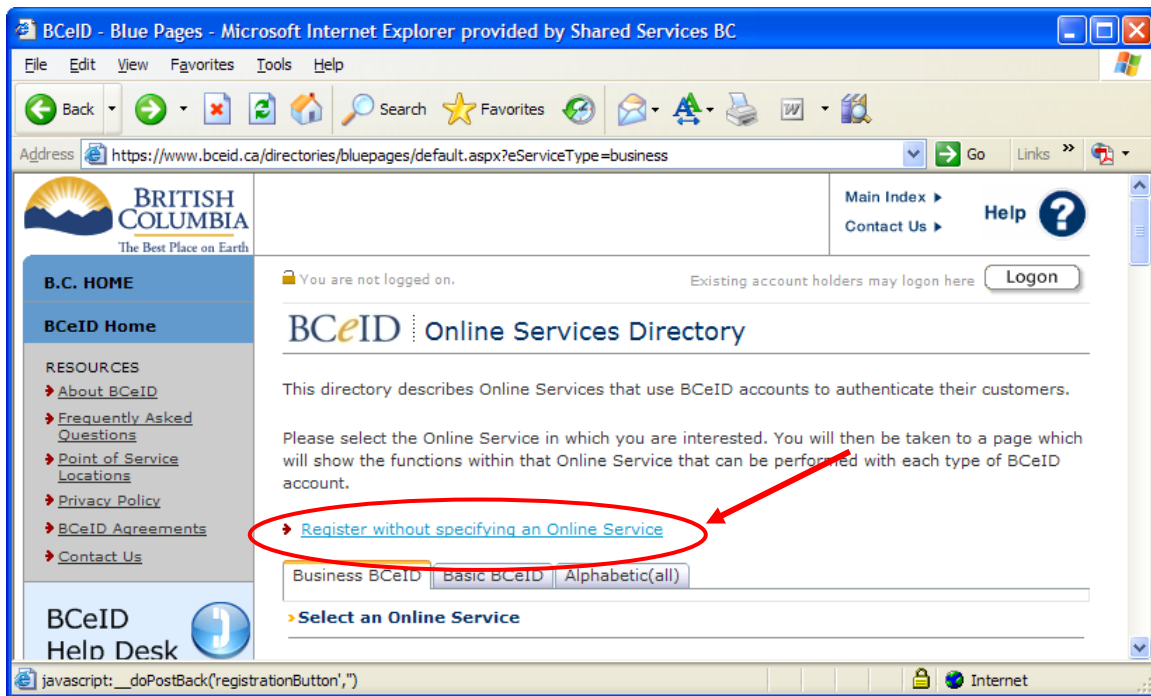 BCeID - Blue Pages - Microsoft Internet Explorer provided by Shared Services BC
File Edit View Favorites Tools Help
Back Search Favorites
Address https://www.bceid.ca/directories/bluepages/default.aspx?eServiceType=business Go Links »
BRITISH
COLUMBIA
The Best Place on Earth
Main Index
Contact Us
Help ?
B.C. HOME
BCeID Home
RESOURCES
About BCeID
Frequently Asked
Questions
Point of Service
Locations
Privacy Policy
BCeID Agreements
Contact Us
BCeID
Help Desk
You are not logged on.
Existing account holders may logon here Logon
BCeID Online Services Directory
This directory describes Online Services that use BCeID accounts to authenticate their customers.
Please select the Online Service in which you are interested. You will then be taken to a page which
will show the functions within that Online Service that can be performed with each type of BCeID
account.
Register without specifying an Online Service
Business BCeID Basic BCeID Alphabetic(all)
Select an Online Service
javascript:__doPostBack('registrationButton','')
Internet